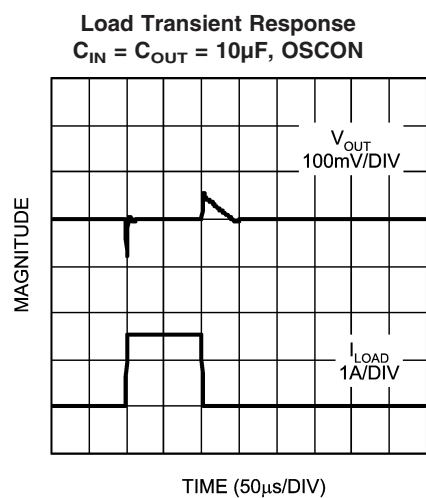 Load Transient Response
C_IN = C_OUT = 10µF, OSCON
V_OUT
100mV/DIV
MAGNITUDE
I_LOAD
1A/DIV
TIME (50µs/DIV)